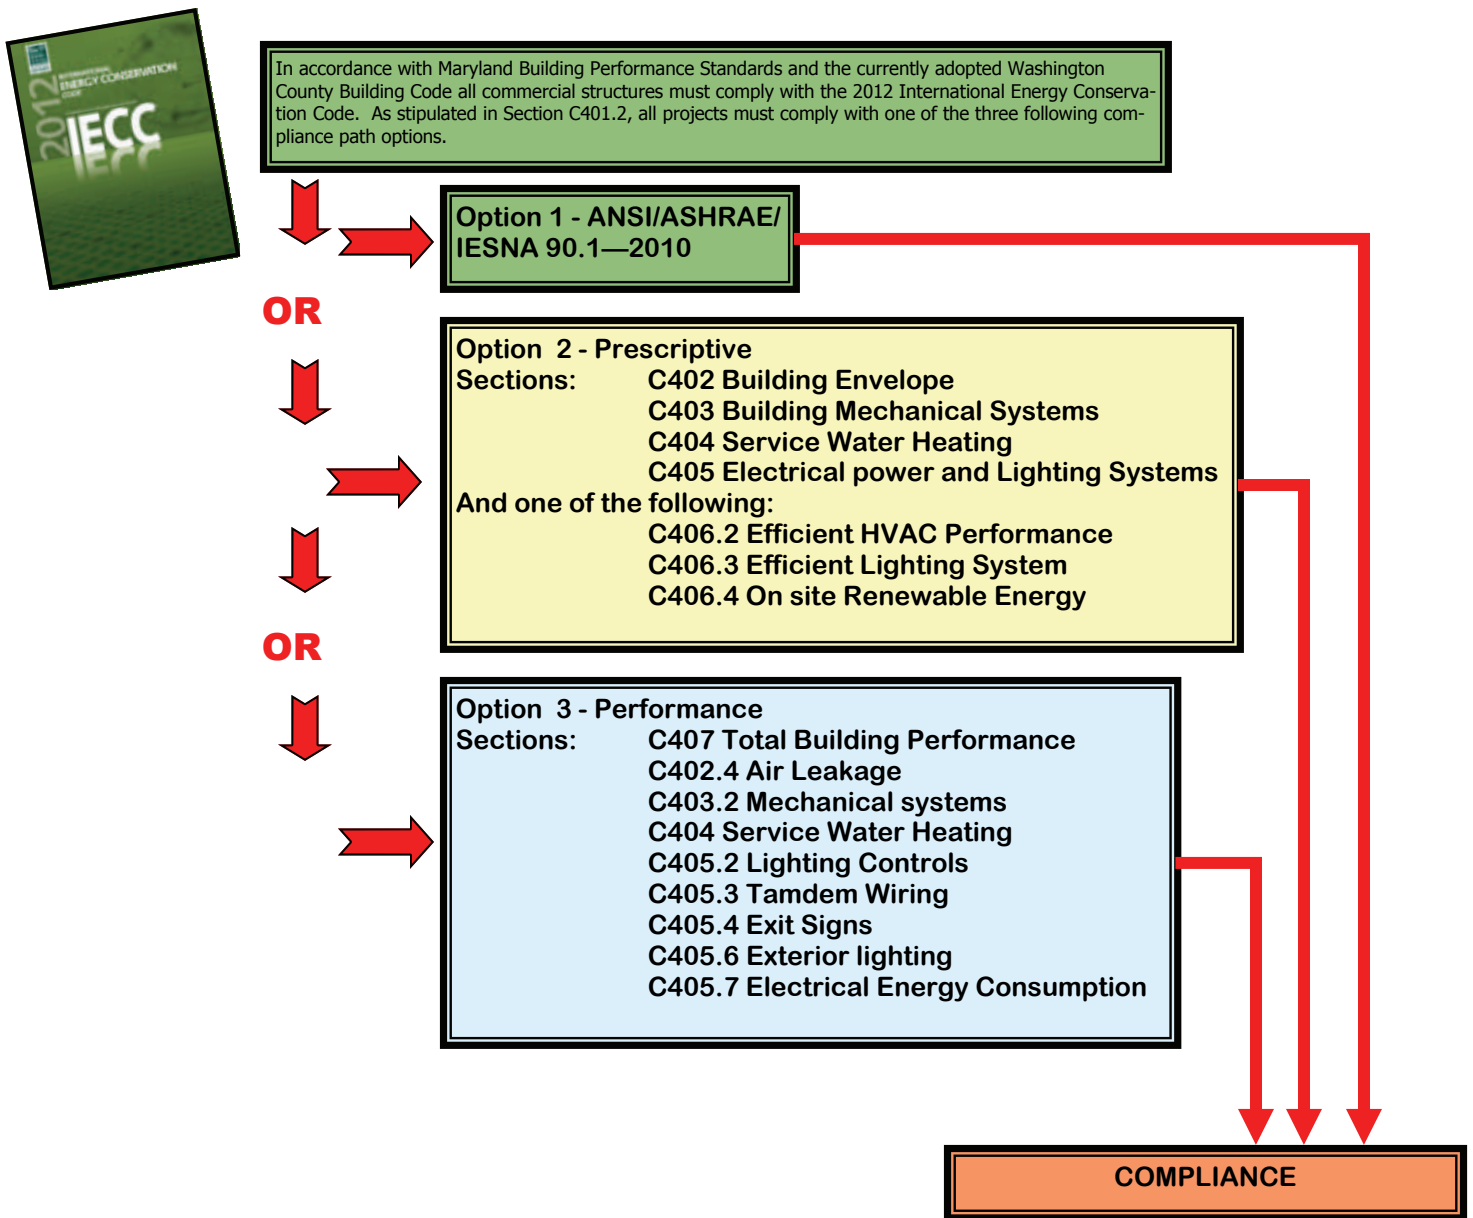 2012
INTERNATIONAL
ENERGY CONSERVATION
CODE
IECC
In accordance with Maryland Building Performance Standards and the currently adopted Washington
County Building Code all commercial structures must comply with the 2012 International Energy Conserva-
tion Code.  As stipulated in Section C401.2, all projects must comply with one of the three following com-
pliance path options.
Option 1 - ANSI/ASHRAE/
IESNA 90.1—2010
OR
Option  2 - Prescriptive
Sections: C402 Building Envelope
C403 Building Mechanical Systems
C404 Service Water Heating
C405 Electrical power and Lighting Systems
And one of the following:
C406.2 Efficient HVAC Performance
C406.3 Efficient Lighting System
C406.4 On site Renewable Energy
OR
Option  3 - Performance
Sections: C407 Total Building Performance
C402.4 Air Leakage
C403.2 Mechanical systems
C404 Service Water Heating
C405.2 Lighting Controls
C405.3 Tamdem Wiring
C405.4 Exit Signs
C405.6 Exterior lighting
C405.7 Electrical Energy Consumption
COMPLIANCE